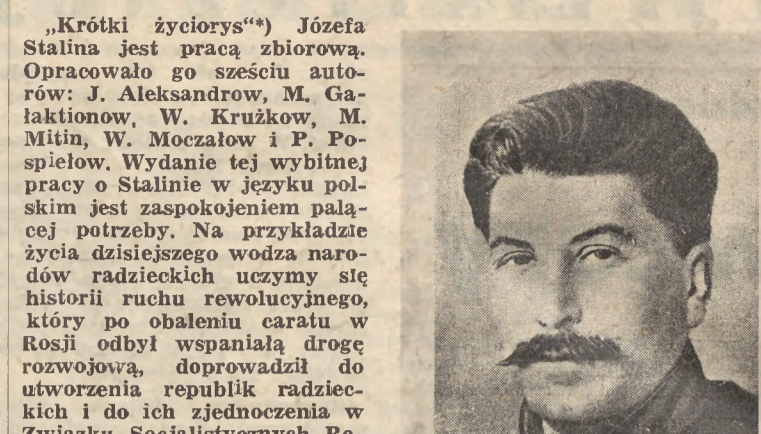 „Krótki życiorys“*) Józefa
Stalina jest pracą zbiorową.
Opracowało go sześciu auto-
rów: J. Aleksandrow, M. Ga-
łaktionow, W. Krużkow, M.
Mitin, W. Moczałow i P. Po-
spiełow. Wydanie tej wybitnej
pracy o Stalinie w języku pol-
skim jest zaspokojeniem palą-
cej potrzeby. Na przykładzie
życia dzisiejszego wodza naro-
dów radzieckich uczymy się
historii ruchu rewolucyjnego,
który po obaleniu caratu w
Rosji odbył wspaniałą drogę
rozwojową, doprowadził do
utworzenia republik radziec-
kich i do ich zjednoczenia w
Związku Socjalistycznych Re-